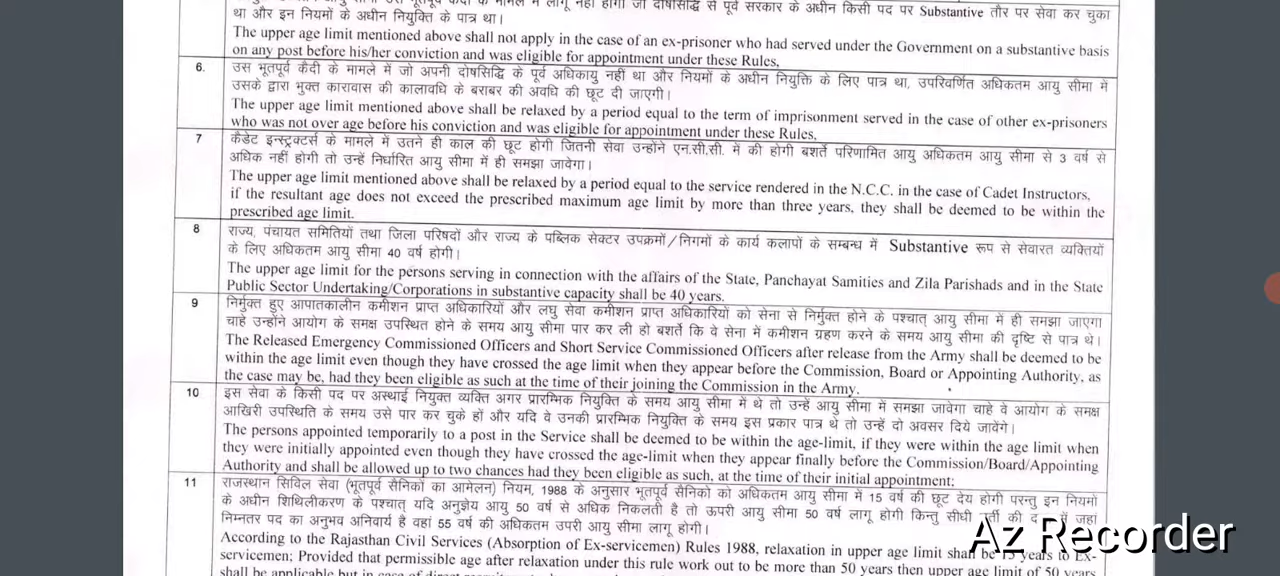 था और इन नियमों के अधीन नियुक्ति के पात्र था।
The upper age limit mentioned above shall not apply in the case of an ex-prisoner who had served under the Government on a substantive basis
on any post before his/her conviction and was eligible for appointment under these Rules.
6. उस भूतपूर्व कैदी के मामले में जो अपनी दोषसिद्धि के पूर्व अधिकायु नहीं था और नियमों के अधीन नियुक्ति के लिए पात्र था, उपरिवर्णित अधिकतम आयु सीमा में
उसके द्वारा भुक्त कारावास की कालावधि के बराबर की अवधि की छूट दी जाएगी।
The upper age limit mentioned above shall be relaxed by a period equal to the term of imprisonment served in the case of other ex-prisoners
who was not over age before his conviction and was eligible for appointment under these Rules.
7 कैडेट इन्स्ट्रक्टर्स के मामले में उतने ही काल की छूट होगी जितनी सेवा उन्होंने एन.सी.सी. में की होगी बशर्ते परिणामित आयु अधिकतम आयु सीमा से 3 वर्ष से
अधिक नहीं होगी तो उन्हें निर्धारित आयु सीमा में ही समझा जावेगा।
The upper age limit mentioned above shall be relaxed by a period equal to the service rendered in the N.C.C. in the case of Cadet Instructors,
if the resultant age does not exceed the prescribed maximum age limit by more than three years, they shall be deemed to be within the
prescribed age limit.
8 राज्य, पंचायत समितियों तथा जिला परिषदों और राज्य के पब्लिक सेक्टर उपक्रमों/निगमों के कार्य कलापों के सम्बन्ध में Substantive रूप से सेवारत व्यक्तियों
के लिए अधिकतम आयु सीमा 40 वर्ष होगी।
The upper age limit for the persons serving in connection with the affairs of the State, Panchayat Samities and Zila Parishads and in the State
Public Sector Undertaking/Corporations in substantive capacity shall be 40 years.
9 निर्मुक्त हुए आपातकालीन कमीशन प्राप्त अधिकारियों और लघु सेवा कमीशन प्राप्त अधिकारियों को सेना से निर्मुक्त होने के पश्चात् आयु सीमा में ही समझा जाएगा
चाहे उन्होंने आयोग के समक्ष उपस्थित होने के समय आयु सीमा पार कर ली हो बशर्ते कि वे सेना में कमीशन ग्रहण करने के समय आयु सीमा की दृष्टि से पात्र थे।
The Released Emergency Commissioned Officers and Short Service Commissioned Officers after release from the Army shall be deemed to be
within the age limit even though they have crossed the age limit when they appear before the Commission, Board or Appointing Authority, as
the case may be, had they been eligible as such at the time of their joining the Commission in the Army.
10 इस सेवा के किसी पद पर अस्थाई नियुक्त व्यक्ति अगर प्रारम्भिक नियुक्ति के समय आयु सीमा में थे तो उन्हें आयु सीमा में समझा जावेगा चाहे वे आयोग के समक्ष
आखिरी उपस्थिति के समय उसे पार कर चुके हों और यदि वे उनकी प्रारम्भिक नियुक्ति के समय इस प्रकार पात्र थे तो उन्हें दो अवसर दिये जावेंगे।
The persons appointed temporarily to a post in the Service shall be deemed to be within the age-limit, if they were within the age limit when
they were initially appointed even though they have crossed the age-limit when they appear finally before the Commission/Board/Appointing
Authority and shall be allowed up to two chances had they been eligible as such, at the time of their initial appointment;
11 राजस्थान सिविल सेवा (भूतपूर्व सैनिकों का आमेलन) नियम, 1988 के अनुसार भूतपूर्व सैनिकों को अधिकतम आयु सीमा में 15 वर्ष की छूट देय होगी परन्तु इन नियमों
के अधीन शिथिलीकरण के पश्चात् यदि अनुज्ञेय आयु 50 वर्ष से अधिक निकलती है तो ऊपरी आयु सीमा 50 वर्ष लागू होगी किन्तु सीधी भर्ती की में जहां
निम्नतर पद का अनुभव अनिवार्य है वहां 55 वर्ष की अधिकतम उपरी आयु सीमा लागू होगी।
According to the Rajasthan Civil Services (Absorption of Ex-servicemen) Rules 1988, relaxation in upper age limit shall be 15 years to Ex-
servicemen; Provided that permissible age after relaxation under this rule work out to be more than 50 years then upper age limit of 50 years
Az Recorder